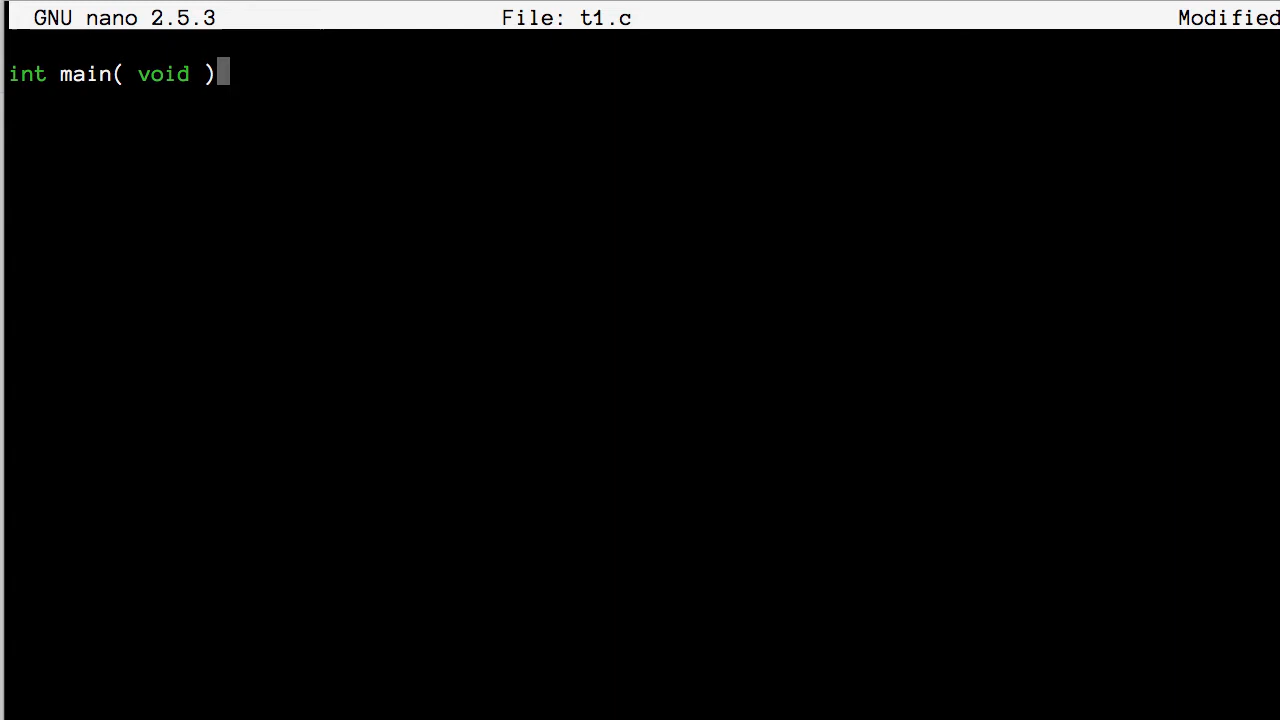 GNU nano 2.5.3 File: t1.c Modified
int main( void )